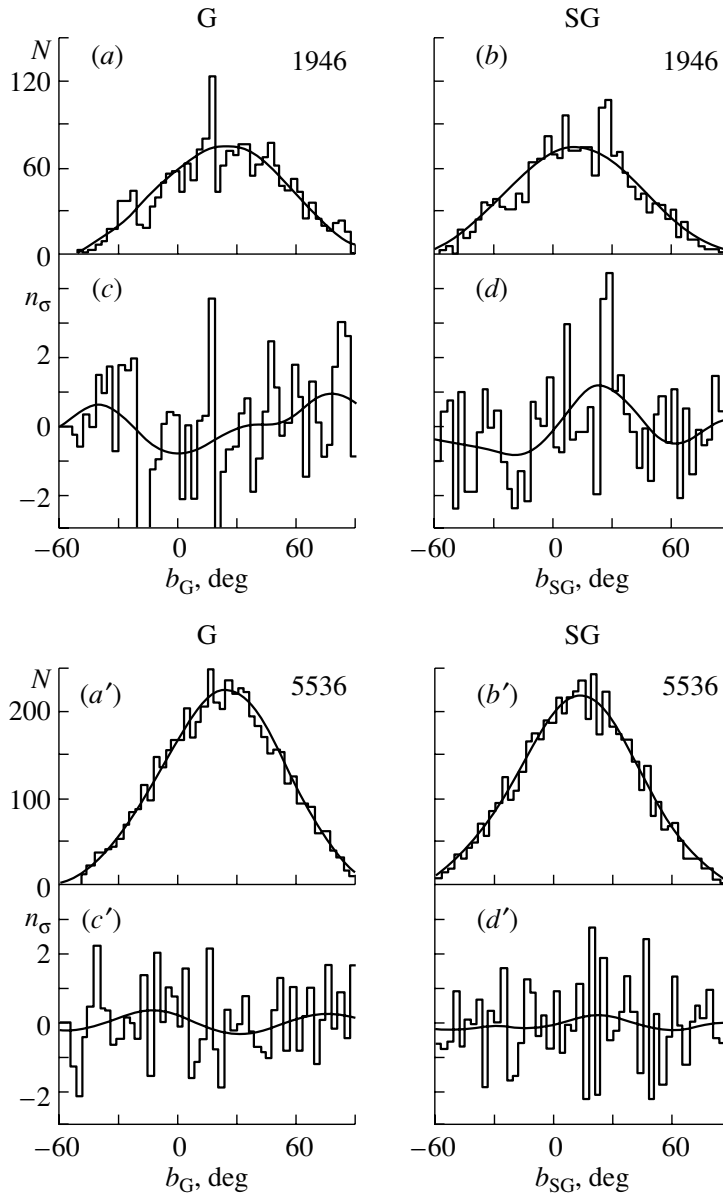 G
SG
N
(a)
1946
(b)
1946
120
60
0
nσ
(c)
(d)
2
0
−2
−60
0
60
−60
0
60
b_G, deg
b_SG, deg
G
SG
N
(a′)
5536
(b′)
5536
200
100
0
nσ
(c′)
(d′)
2
0
−2
−60
0
60
−60
0
60
b_G, deg
b_SG, deg